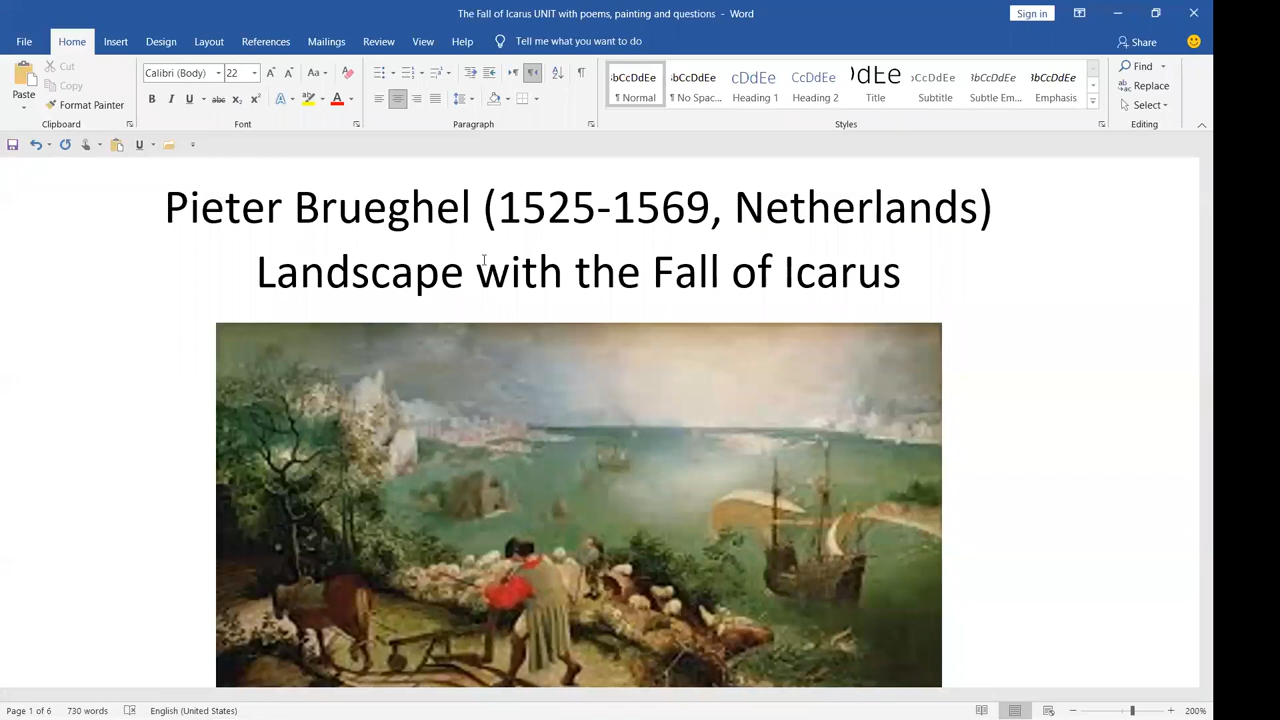 The Fall of Icarus UNIT with poems, painting and questions - Word
Sign in
File Home Insert Design Layout References Mailings Review View Help Tell me what you want to do Share
Paste
Cut
Copy
Format Painter
Clipboard
Calibri (Body) 22
Font
Paragraph
AaBbCcDdEe
¶ Normal
¶ No Spac...
Heading 1
Heading 2
Title
Subtitle
Subtle Em...
Emphasis
Styles
Find
Replace
Select
Editing
Pieter Brueghel (1525-1569, Netherlands)
Landscape with the Fall of Icarus
Page 1 of 6 730 words English (United States) 200%